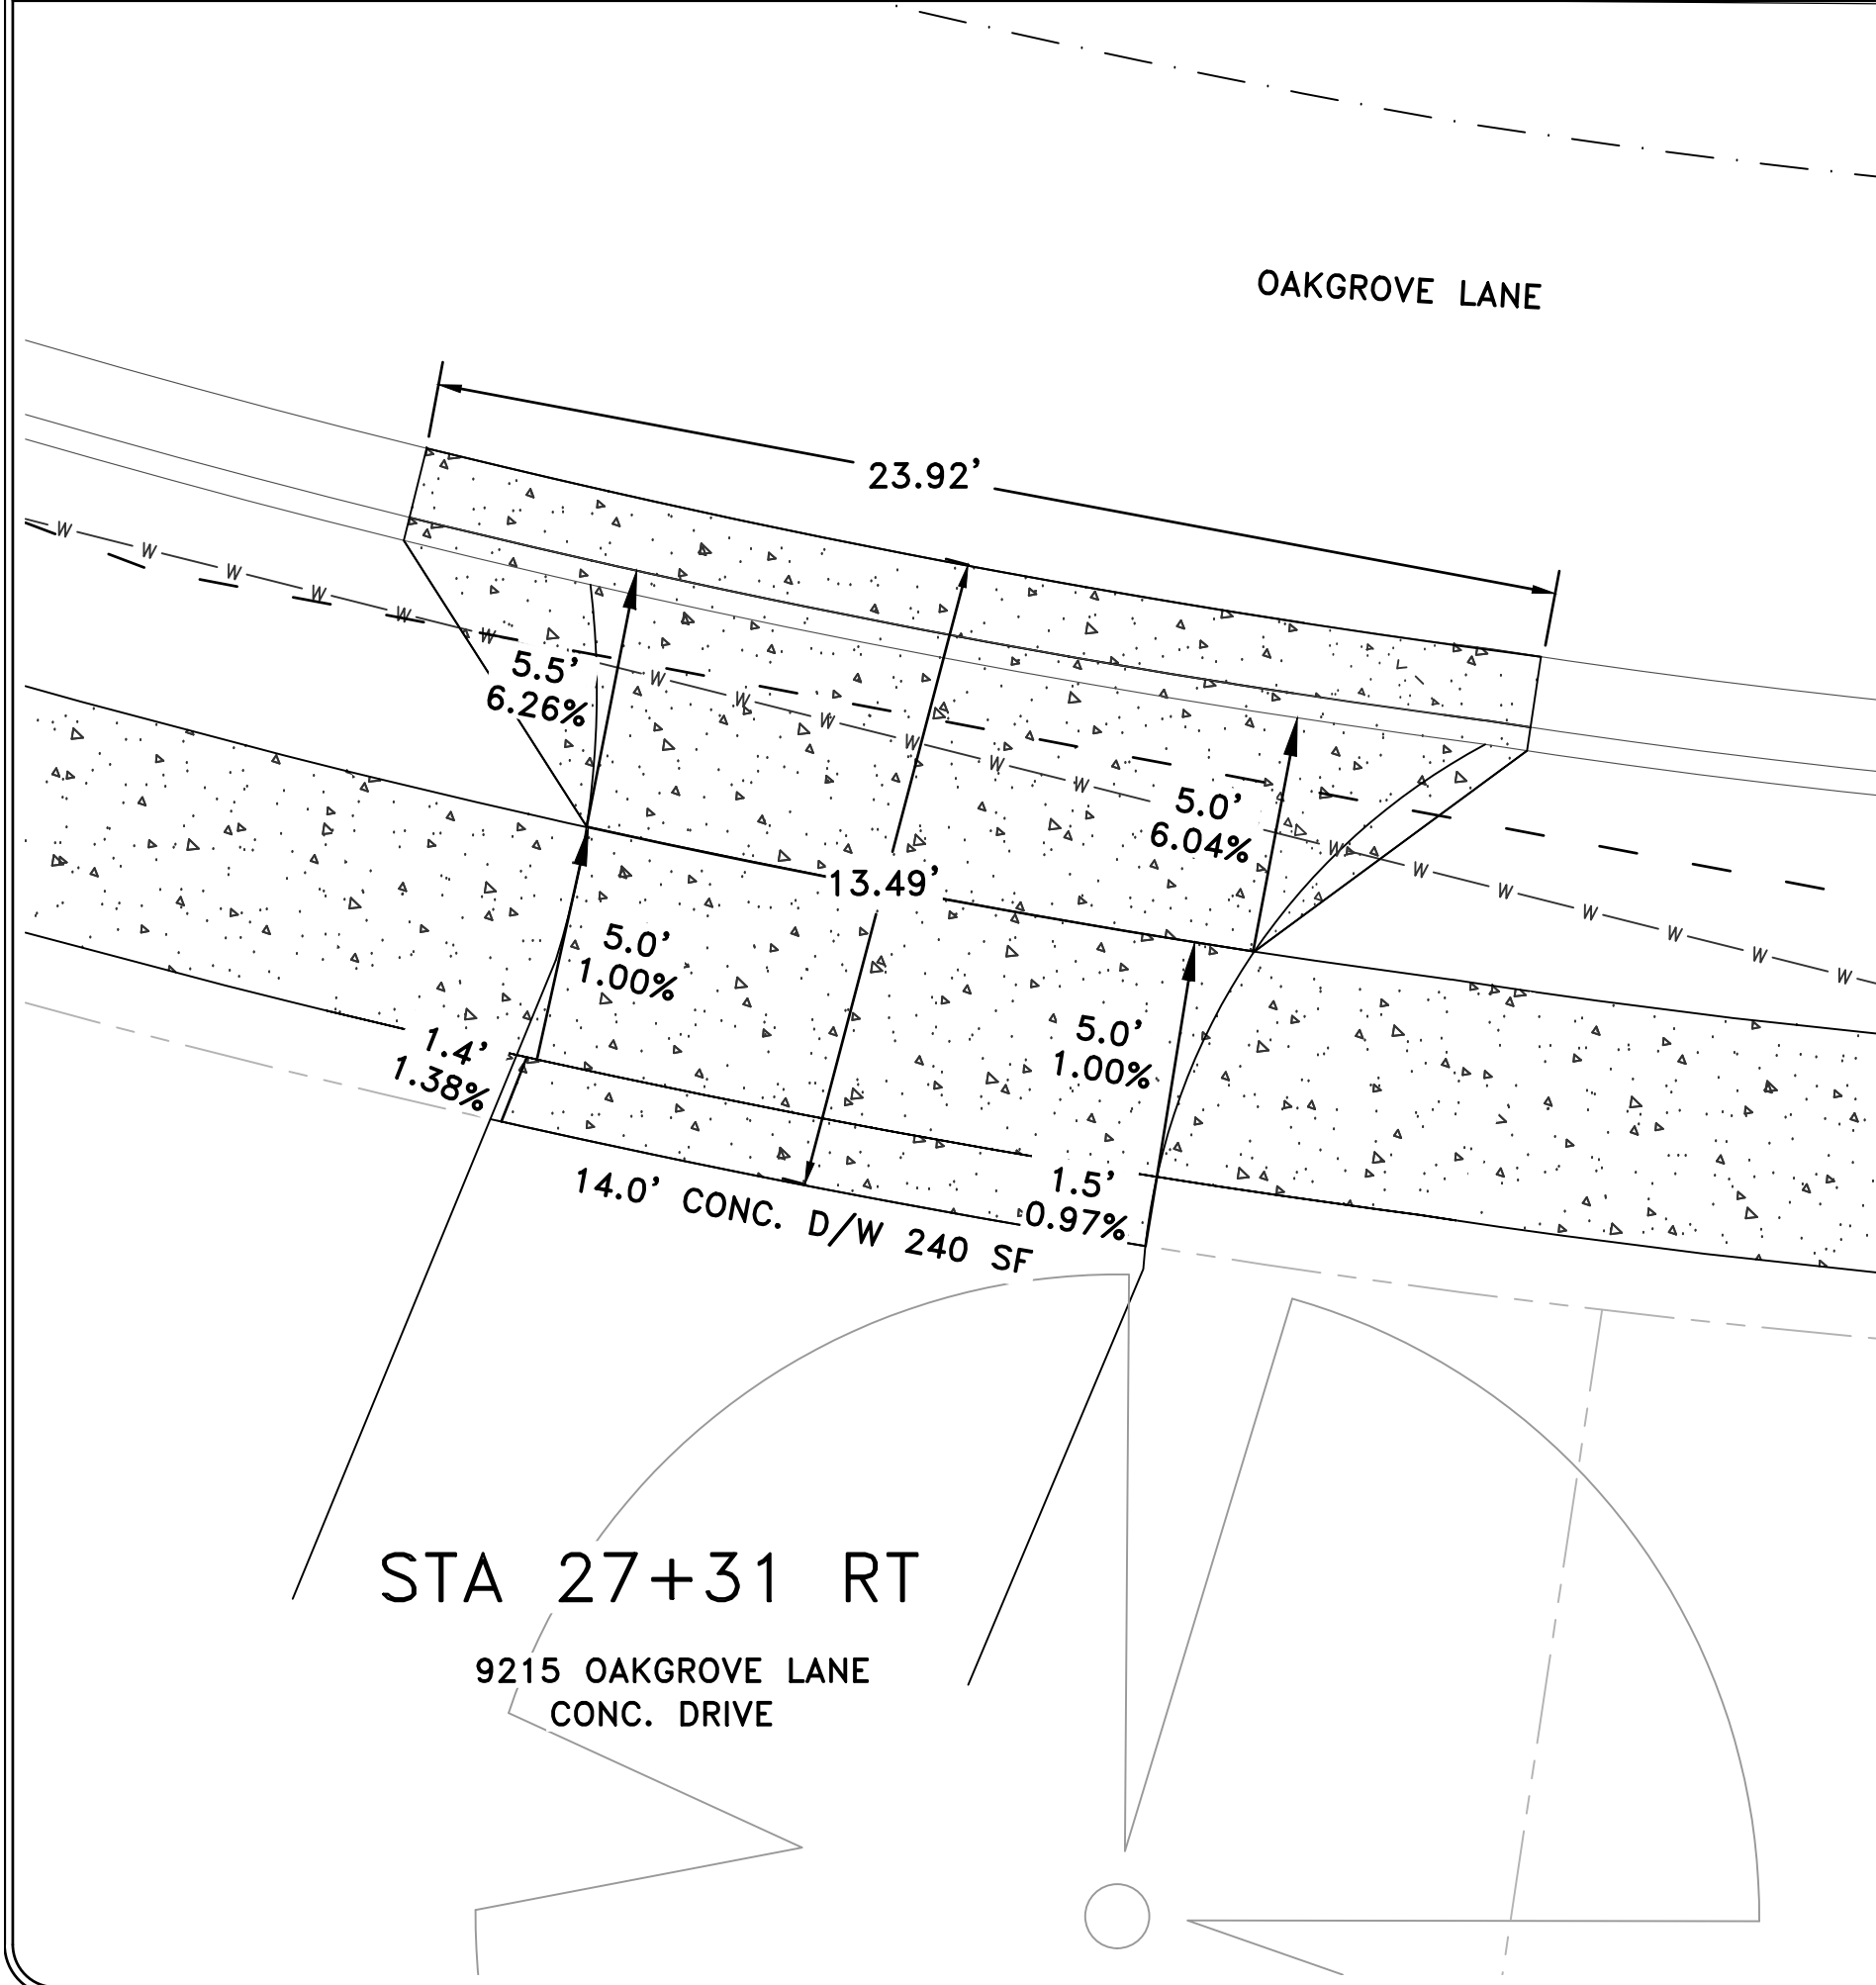 OAKGROVE LANE
23.92'
W W W W W W W W W W W W W W W W W W W W
5.5'
6.26%
5.0'
6.04%
13.49'
5.0'
1.00%
5.0'
1.00%
1.4'
1.38%
1.5'
0.97%
14.0' CONC. D/W 240 SF
STA 27+31 RT
9215 OAKGROVE LANE
CONC. DRIVE